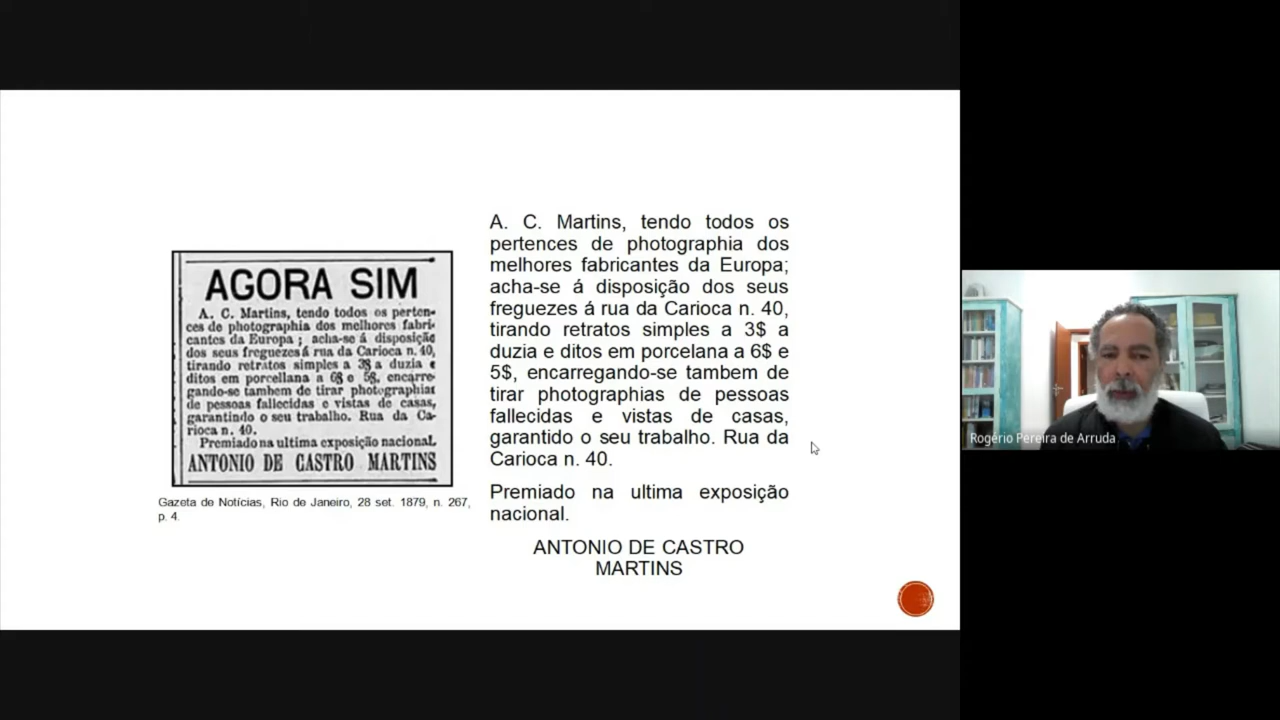 AGORA SIM
A. C. Martins, tendo todos os perten-
ces de photographia dos melhores fabri-
cantes da Europa ; acha-se á disposição
dos seus freguezes á rua da Carioca n. 40,
tirando retratos simples a 3$ a duzia e
ditos em porcellana a 6$ e 5$, encarre-
gando-se tambem de tirar photographias
de pessoas fallecidas e vistas de casas,
garantindo o seu trabalho. Rua da Ca-
rioca n. 40.
Premiado na ultima exposição nacional.
ANTONIO DE CASTRO MARTINS
Gazeta de Notícias, Rio de Janeiro, 28 set. 1879, n. 267,
p. 4.
A. C. Martins, tendo todos os
pertences de photographia dos
melhores fabricantes da Europa;
acha-se á disposição dos seus
freguezes á rua da Carioca n. 40,
tirando retratos simples a 3$ a
duzia e ditos em porcelana a 6$ e
5$, encarregando-se tambem de
tirar photographias de pessoas
fallecidas e vistas de casas,
garantido o seu trabalho. Rua da
Carioca n. 40.
Premiado na ultima exposição
nacional.
ANTONIO DE CASTRO
MARTINS
Rogério Pereira de Arruda